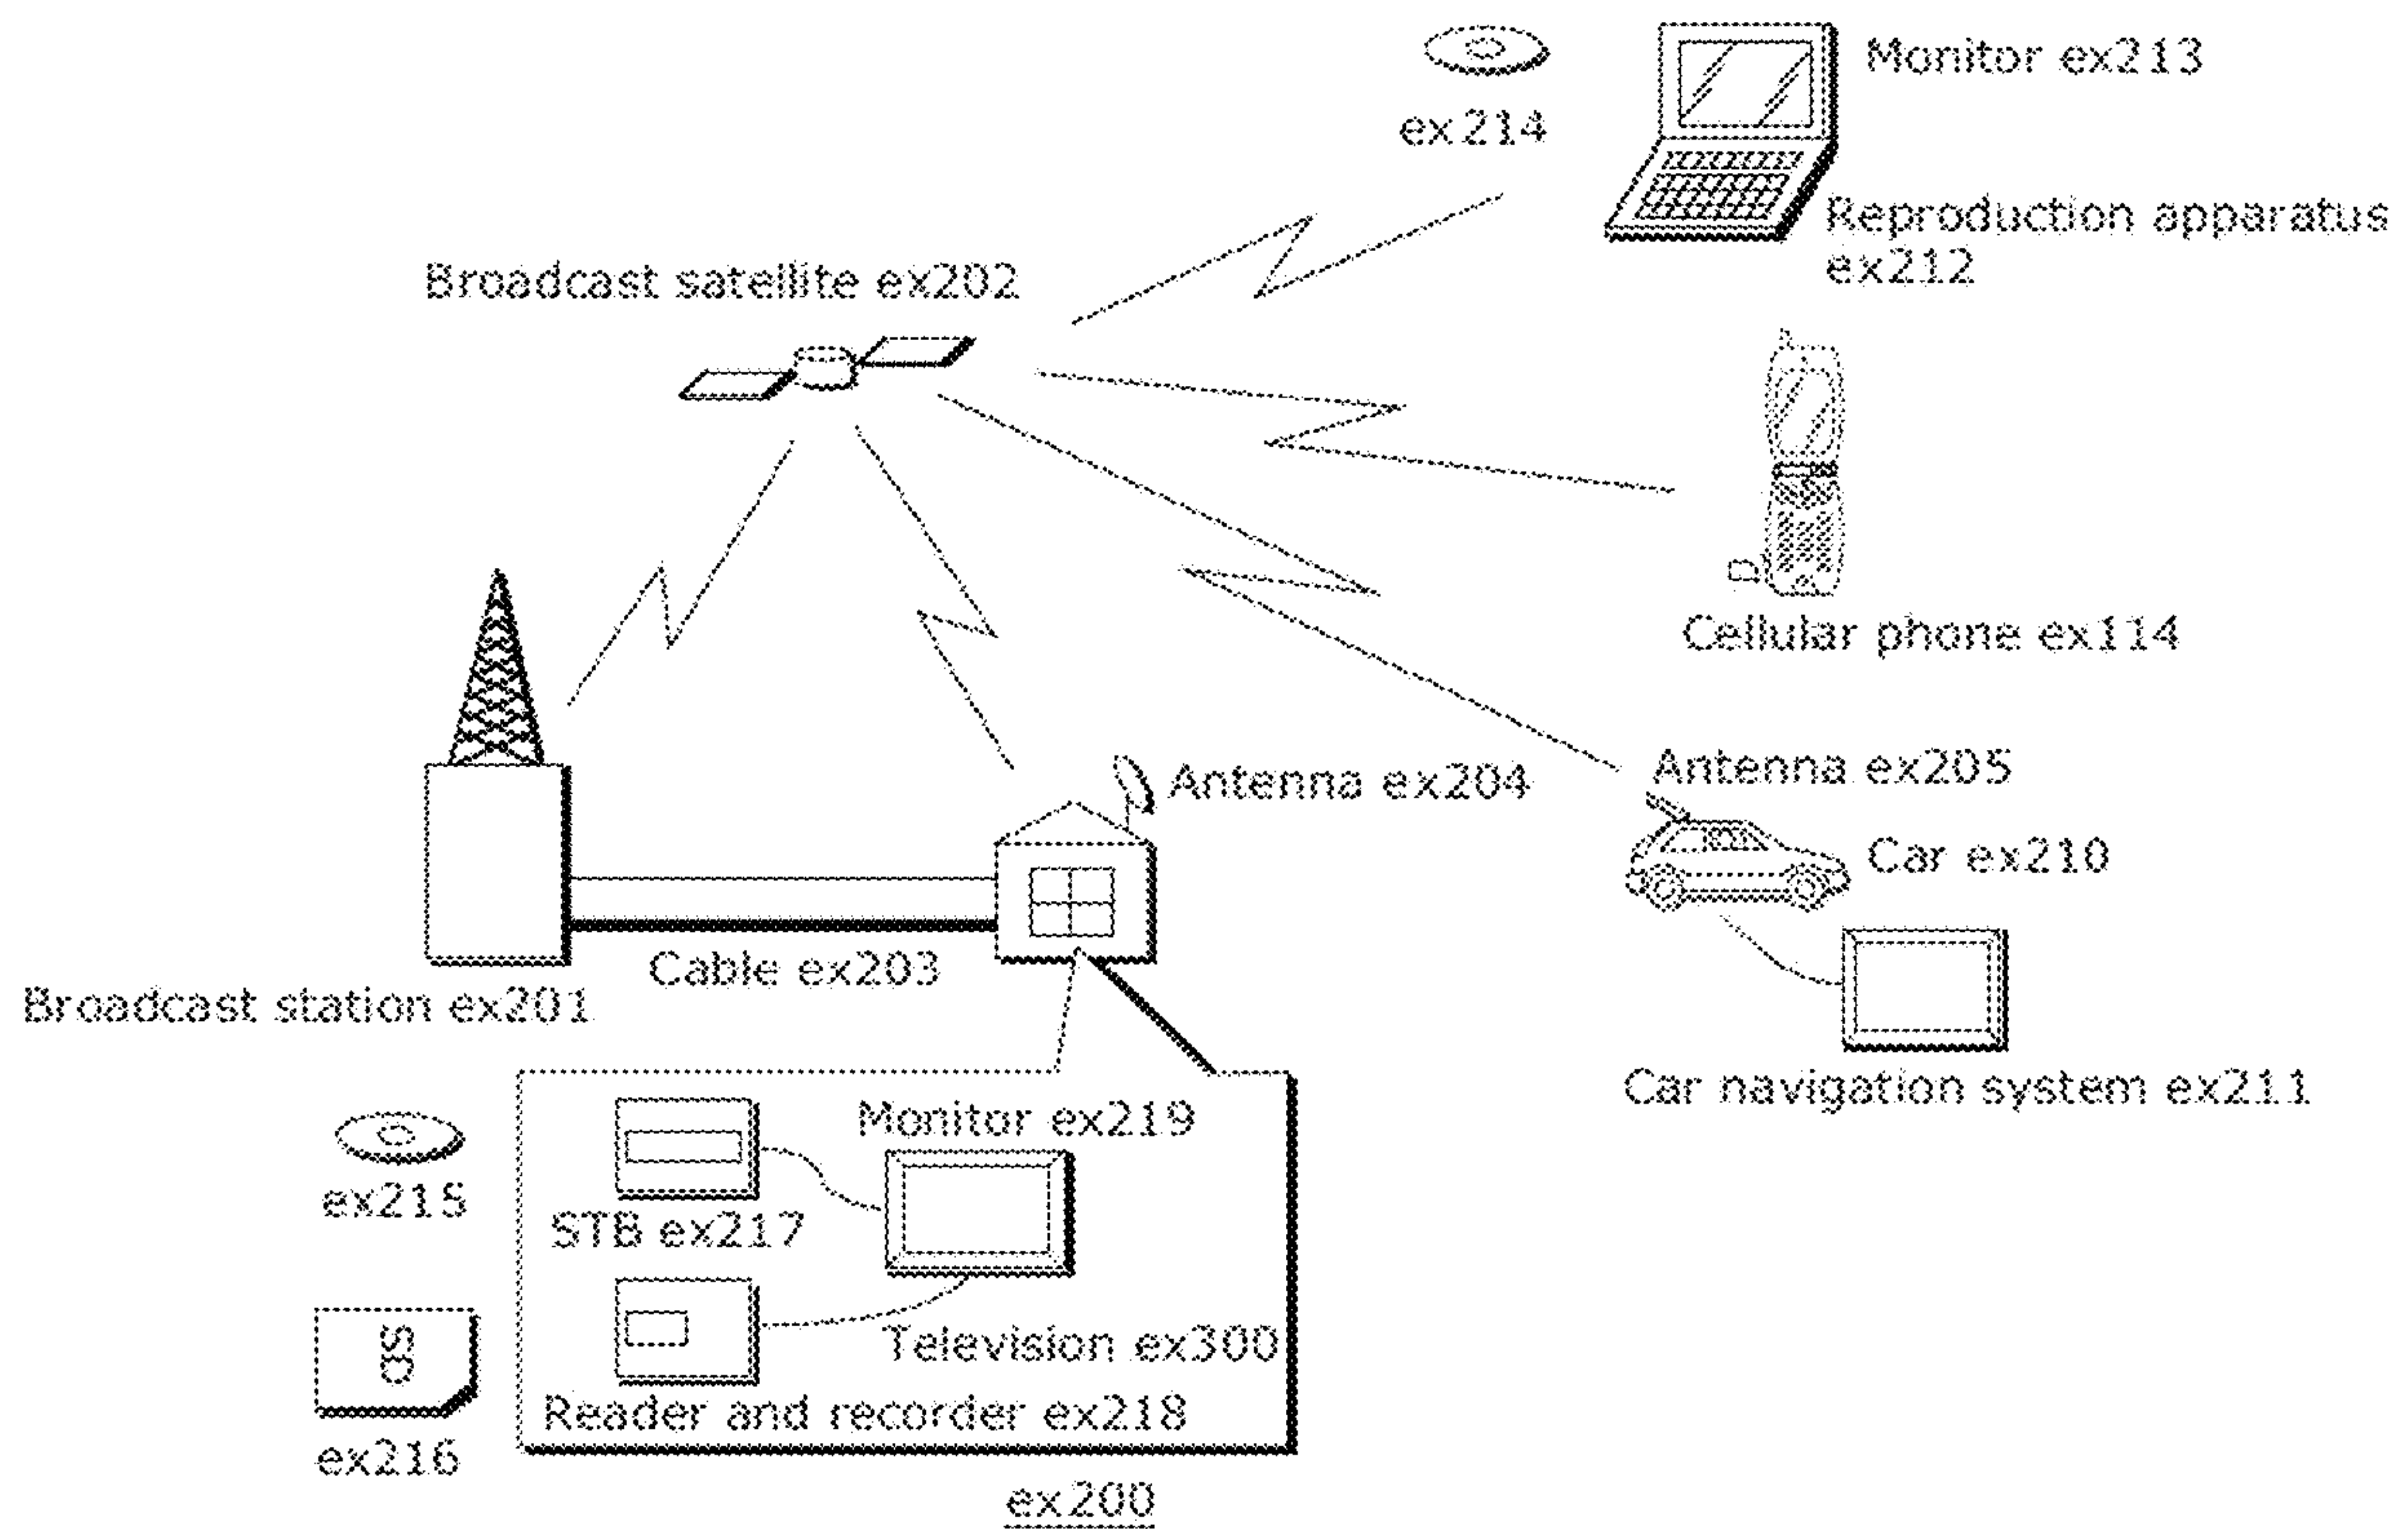 Monitor ex213
ex214
Reproduction apparatus
ex212
Broadcast satellite ex202
Cellular phone ex114
Antenna ex205
Antenna ex204
Car ex210
Cable ex203
Broadcast station ex201
Car navigation system ex211
Monitor ex219
ex215
STB ex217
SD
Television ex300
Reader and recorder ex218
ex216
ex200